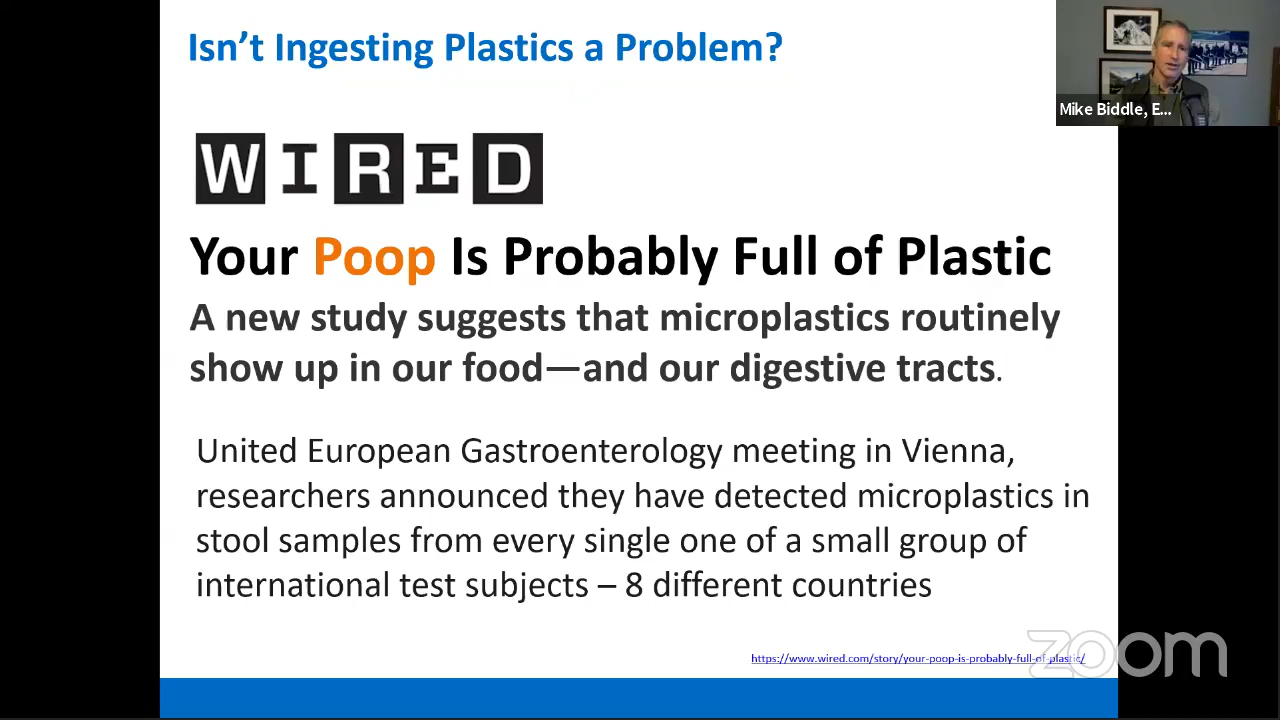 Isn't Ingesting Plastics a Problem?
Mike Biddle, E...
WIRED
Your Poop Is Probably Full of Plastic
A new study suggests that microplastics routinely
show up in our food—and our digestive tracts.
United European Gastroenterology meeting in Vienna,
researchers announced they have detected microplastics in
stool samples from every single one of a small group of
international test subjects – 8 different countries
https://www.wired.com/story/your-poop-is-probably-full-of-plastic/
zoom